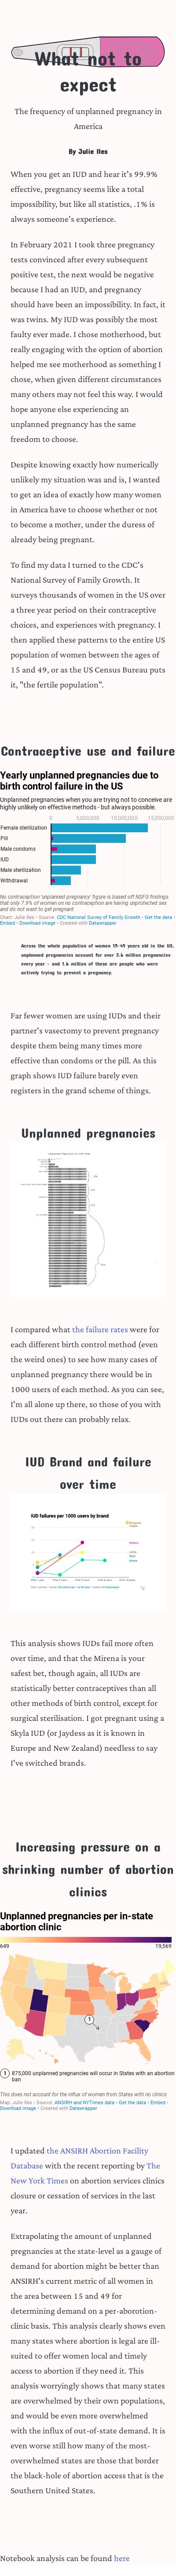 What not to
expect
The frequency of unplanned pregnancy in
America
By Julie Iles
When you get an IUD and hear it's 99.9%
effective, pregnancy seems like a total
impossibility, but like all statistics, .1% is
always someone's experience.
In February 2021 I took three pregnancy
tests convinced after every subsequent
positive test, the next would be negative
because I had an IUD, and pregnancy
should have been an impossibility. In fact, it
was twins. My IUD was possibly the most
faulty ever made. I chose motherhood, but
really engaging with the option of abortion
helped me see motherhood as something I
chose, when given different circumstances
many others may not feel this way. I would
hope anyone else experiencing an
unplanned pregnancy has the same
freedom to choose.
Despite knowing exactly how numerically
unlikely my situation was and is, I wanted
to get an idea of exactly how many women
in America have to choose whether or not
to become a mother, under the duress of
already being pregnant.
To find my data I turned to the CDC's
National Survey of Family Growth. It
surveys thousands of women in the US over
a three year period on their contraceptive
choices, and experiences with pregnancy. I
then applied these patterns to the entire US
population of women between the ages of
15 and 49, or as the US Census Bureau puts
it, "the fertile population".
Contraceptive use and failure
Yearly unplanned pregnancies due to
birth control failure in the US
Unplanned pregnancies when you are trying not to conceive are
highly unlikely on effective methods - but always possible.
0 5,000,000 10,000,000 15,000,000
Female sterilization
Pill
Male condoms
IUD
Male sterilization
Withdrawal
No contraception 'unplanned pregnancy' figure is based off NSFG findings
that only 7.9% of women on no contraception are having unprotected sex
and do not want to get pregnant.
Chart: Julie Iles • Source: CDC National Survey of Family Growth • Get the data •
Embed • Download image • Created with Datawrapper
Across the whole population of women 15-49 years old in the US,
unplanned pregnancies account for over 3.6 million pregnancies
every year - and 1.6 million of these are people who were
actively trying to prevent a pregnancy.
Far fewer women are using IUDs and their
partner's vasectomy to prevent pregnancy
despite them being many times more
effective than condoms or the pill. As this
graph shows IUD failure barely even
registers in the grand scheme of things.
Unplanned pregnancies
I compared what the failure rates were for
each different birth control method (even
the weird ones) to see how many cases of
unplanned pregnancy there would be in
1000 users of each method. As you can see,
I'm all alone up there, so those of you with
IUDs out there can probably relax.
IUD Brand and failure
over time
IUD failures per 1000 users by brand
This analysis shows IUDs fail more often
over time, and that the Mirena is your
safest bet, though again, all IUDs are
statistically better contraceptives than all
other methods of birth control, except for
surgical sterilisation. I got pregnant using a
Skyla IUD (or Jaydess as it is known in
Europe and New Zealand) needless to say
I've switched brands.
Increasing pressure on a
shrinking number of abortion
clinics
Unplanned pregnancies per in-state
abortion clinic
649 19,569
1
1 875,000 unplanned pregnancies will occur in States with an abortion
ban
This does not account for the influx of women from States with no clinics
Map: Julie Iles • Source: ANSIRH and NYTimes data • Get the data • Embed •
Download image • Created with Datawrapper
I updated the ANSIRH Abortion Facility
Database with the recent reporting by The
New York Times on abortion services clinics
closure or cessation of services in the last
year.
Extrapolating the amount of unplanned
pregnancies at the state-level as a gauge of
demand for abortion might be better than
ANSIRH's current metric of all women in
the area between 15 and 49 for
determining demand on a per-abortion-
clinic basis. This analysis clearly shows even
many states where abortion is legal are ill-
suited to offer women local and timely
access to abortion if they need it. This
analysis worryingly shows that many states
are overwhelmed by their own populations,
and would be even more overwhelmed
with the influx of out-of-state demand. It is
even worse still how many of the most-
overwhelmed states are those that border
the black-hole of abortion access that is the
Southern United States.
Notebook analysis can be found here